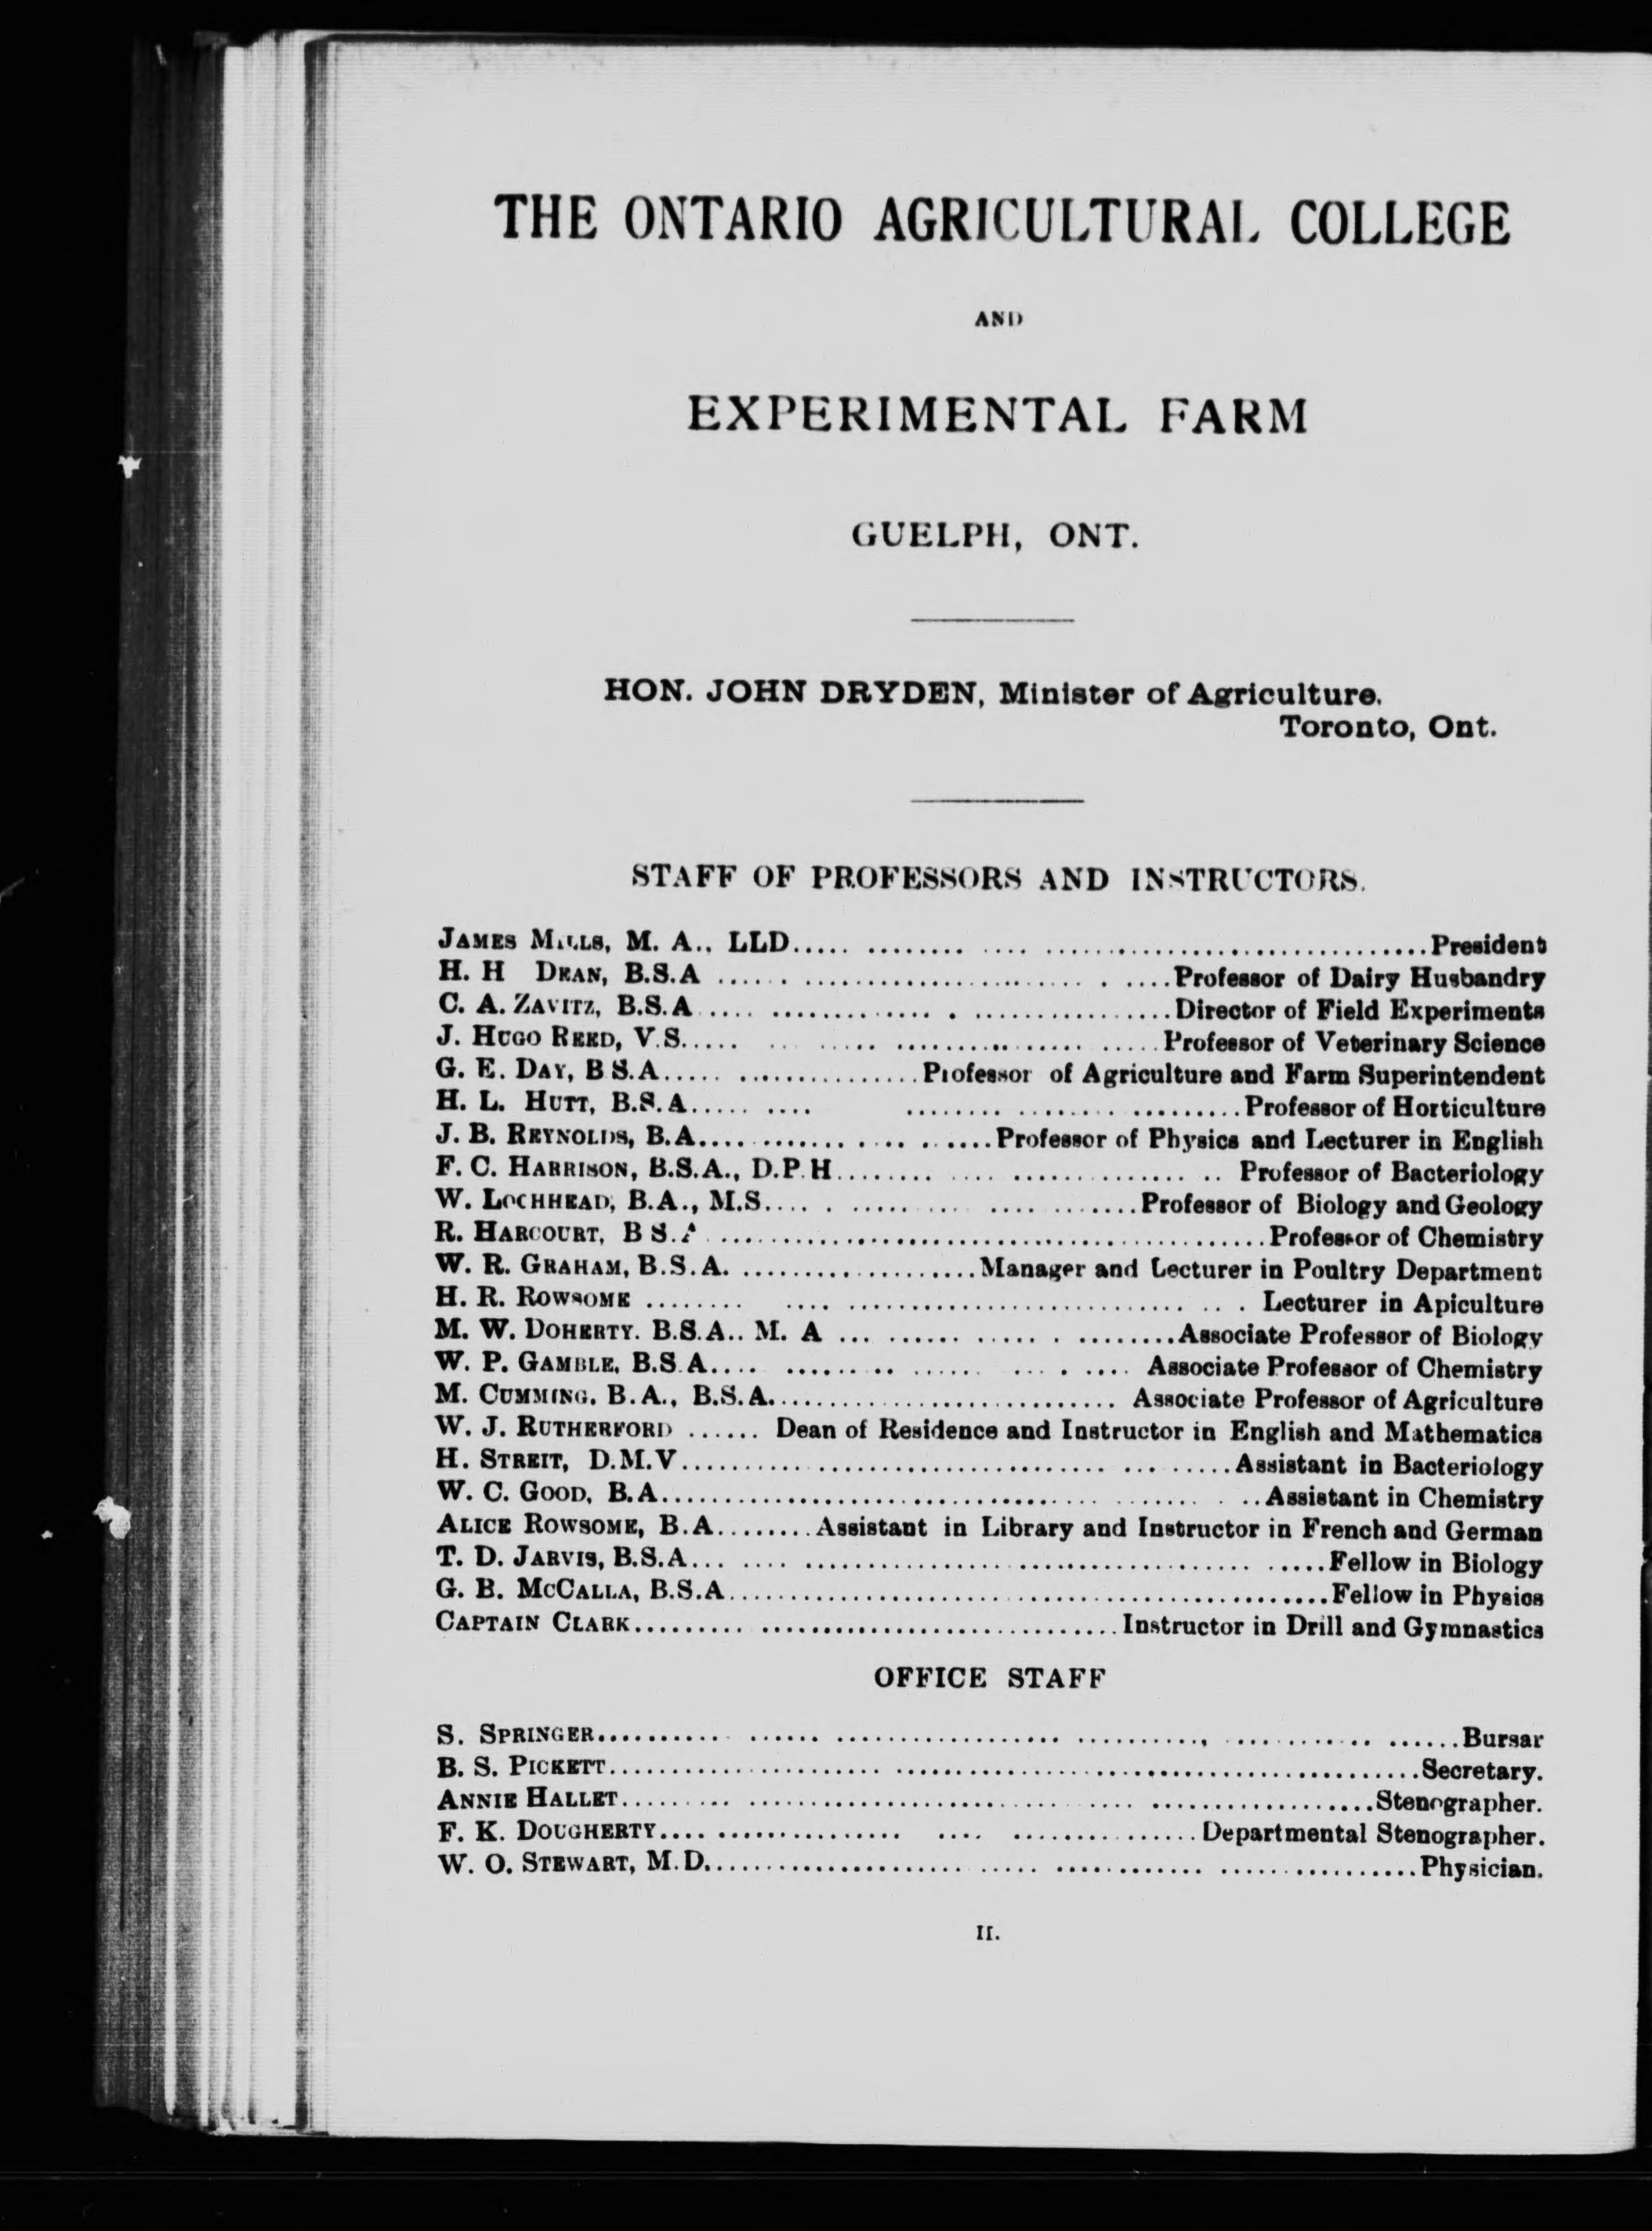 THE ONTARIO AGRICULTURAL COLLEGE
AND
EXPERIMENTAL FARM
GUELPH, ONT.
HON. JOHN DRYDEN, Minister of Agriculture.
Toronto, Ont.
STAFF OF PROFESSORS AND INSTRUCTORS.
JAMES MILLS, M. A., LLD.....President
H. H DEAN, B.S.A.....Professor of Dairy Husbandry
C. A. ZAVITZ, B.S.A.....Director of Field Experiments
J. HUGO REED, V.S.....Professor of Veterinary Science
G. E. DAY, B S.A.....Professor of Agriculture and Farm Superintendent
H. L. HUTT, B.S.A.....Professor of Horticulture
J. B. REYNOLDS, B.A.....Professor of Physics and Lecturer in English
F. C. HARRISON, B.S.A., D.P.H.....Professor of Bacteriology
W. LOCHHEAD, B.A., M.S.....Professor of Biology and Geology
R. HARCOURT, B S.A.....Professor of Chemistry
W. R. GRAHAM, B.S.A.....Manager and Lecturer in Poultry Department
H. R. ROWSOME.....Lecturer in Apiculture
M. W. DOHERTY. B.S.A.. M. A.....Associate Professor of Biology
W. P. GAMBLE, B.S.A.....Associate Professor of Chemistry
M. CUMMING, B.A., B.S.A.....Associate Professor of Agriculture
W. J. RUTHERFORD.....Dean of Residence and Instructor in English and Mathematics
H. STREIT, D.M.V.....Assistant in Bacteriology
W. C. GOOD, B.A.....Assistant in Chemistry
ALICE ROWSOME, B.A.....Assistant in Library and Instructor in French and German
T. D. JARVIS, B.S.A.....Fellow in Biology
G. B. MCCALLA, B.S.A.....Fellow in Physics
CAPTAIN CLARK.....Instructor in Drill and Gymnastics
OFFICE STAFF
S. SPRINGER.....Bursar
B. S. PICKETT.....Secretary.
ANNIE HALLET.....Stenographer.
F. K. DOUGHERTY.....Departmental Stenographer.
W. O. STEWART, M.D.....Physician.
II.